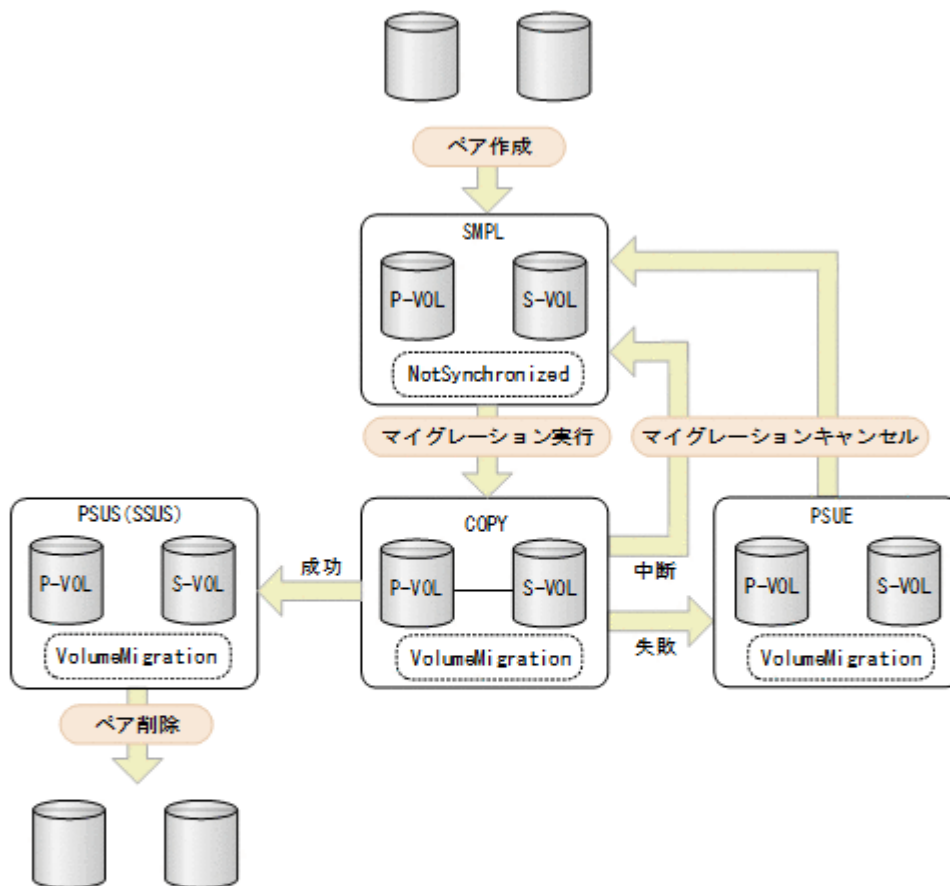 ペア作成
SMPL
P-VOL
S-VOL
NotSynchronized
マイグレーション実行
マイグレーションキャンセル
PSUS(SSUS)
P-VOL
S-VOL
VolumeMigration
成功
COPY
P-VOL
S-VOL
VolumeMigration
中断
失敗
PSUE
P-VOL
S-VOL
VolumeMigration
ペア削除